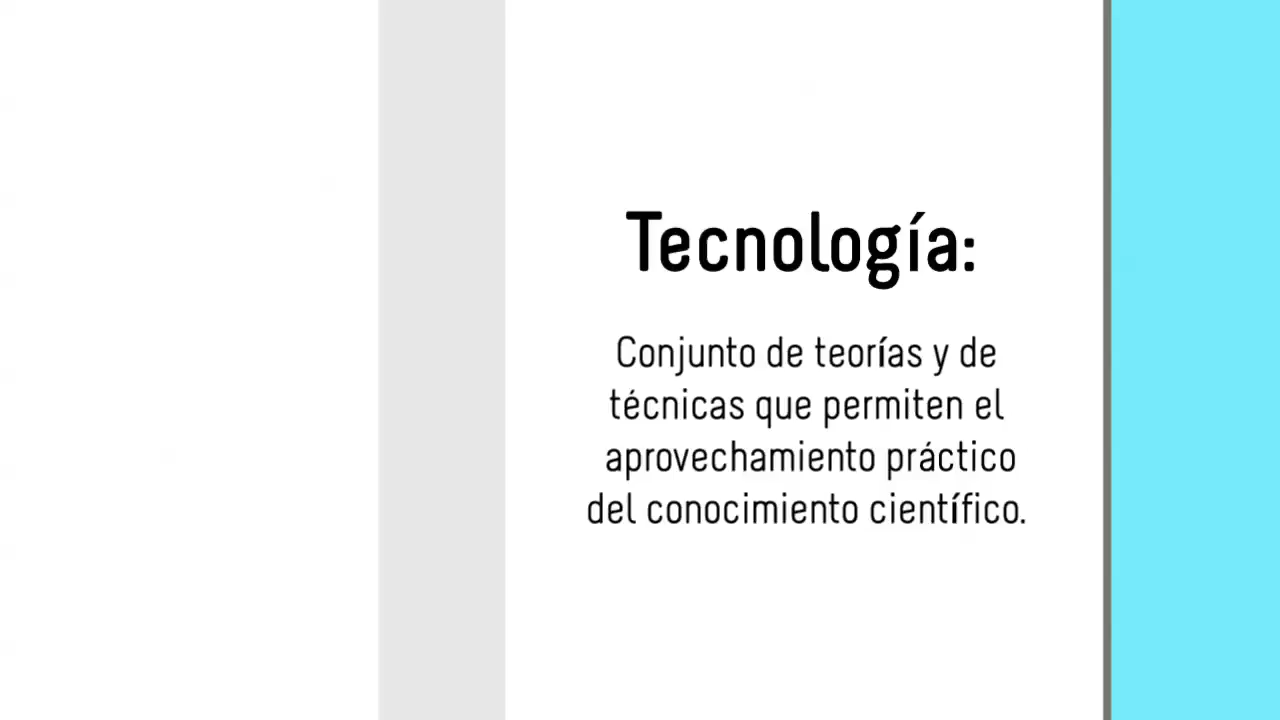 Tecnología:
Conjunto de teorías y de
técnicas que permiten el
aprovechamiento práctico
del conocimiento científico.